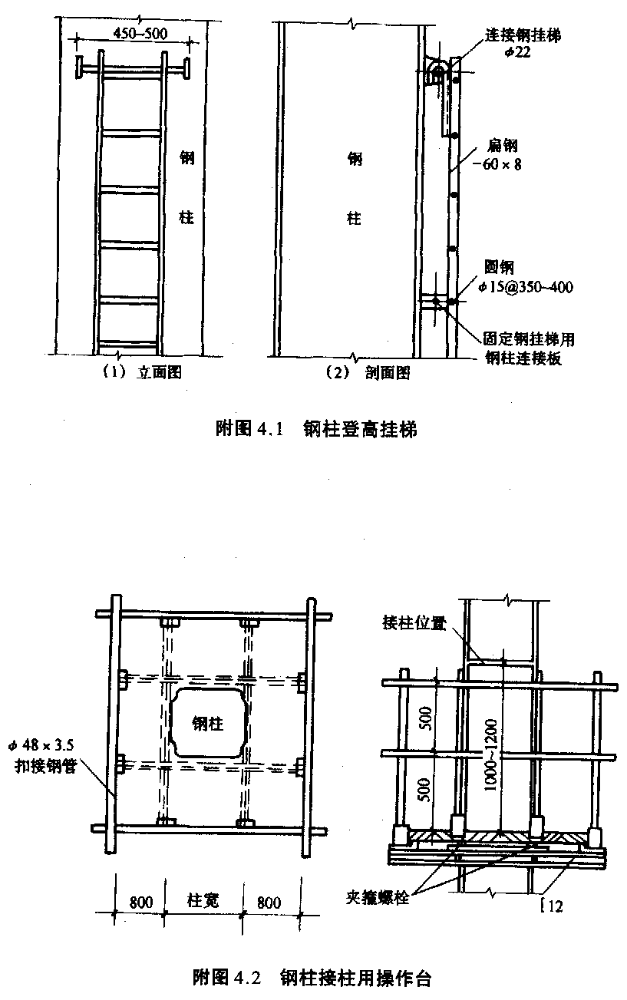 450-500
钢
柱
(1) 立面图
钢
柱
连接钢挂梯
φ22
扁钢
-60×8
圆钢
φ15@350-400
固定钢挂梯用
钢柱连接板
(2) 剖面图
附图4.1 钢柱登高挂梯
钢柱
φ48×3.5
扣接钢管
800
柱宽
800
接柱位置
500
500
1000~1200
夹箍螺栓
[12
附图4.2 钢柱接柱用操作台